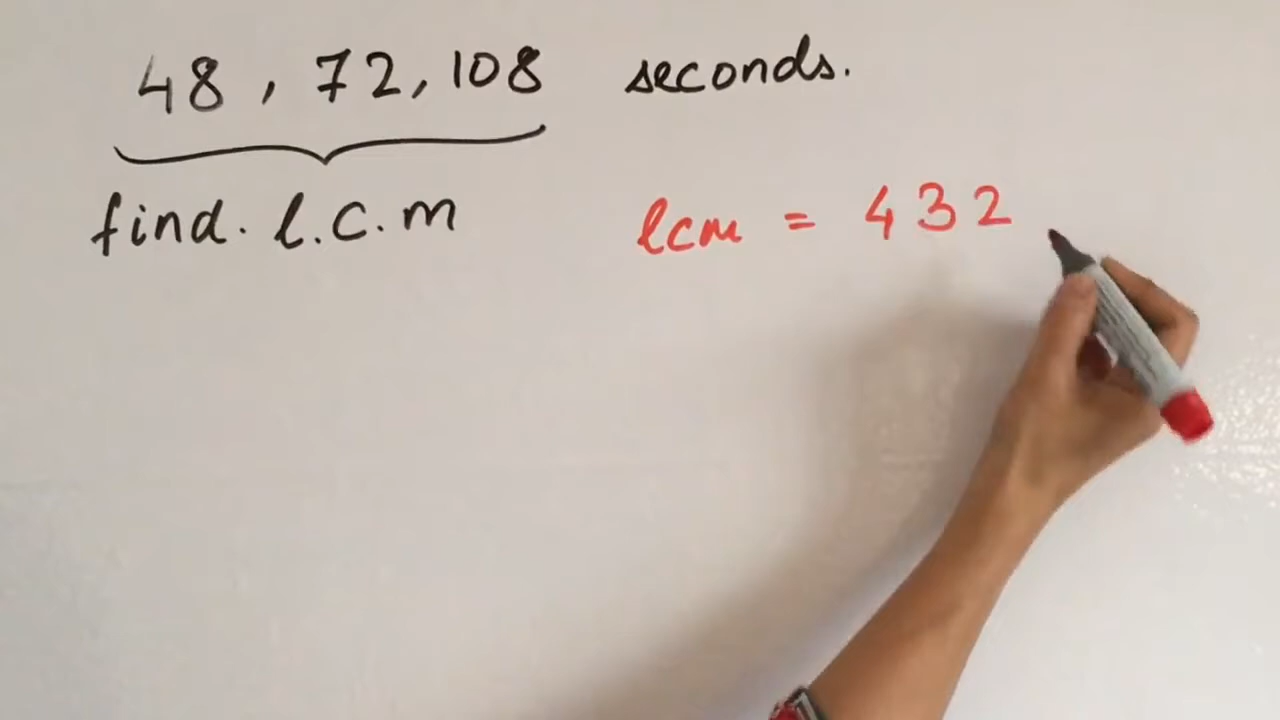 48, 72, 108 seconds.
find. l.c.m
lcm = 432